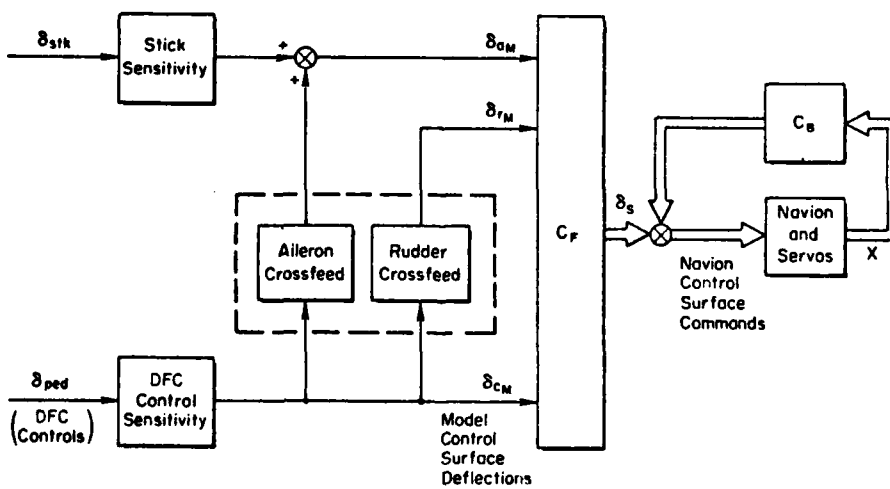 δstk
Stick
Sensitivity
+
+
δaM
δrM
Aileron
Crossfeed
Rudder
Crossfeed
CF
δS
CB
Navion
and
Servos
X
Navion
Control
Surface
Commands
δped
(DFC
Controls)
DFC
Control
Sensitivity
δcM
Model
Control
Surface
Deflections